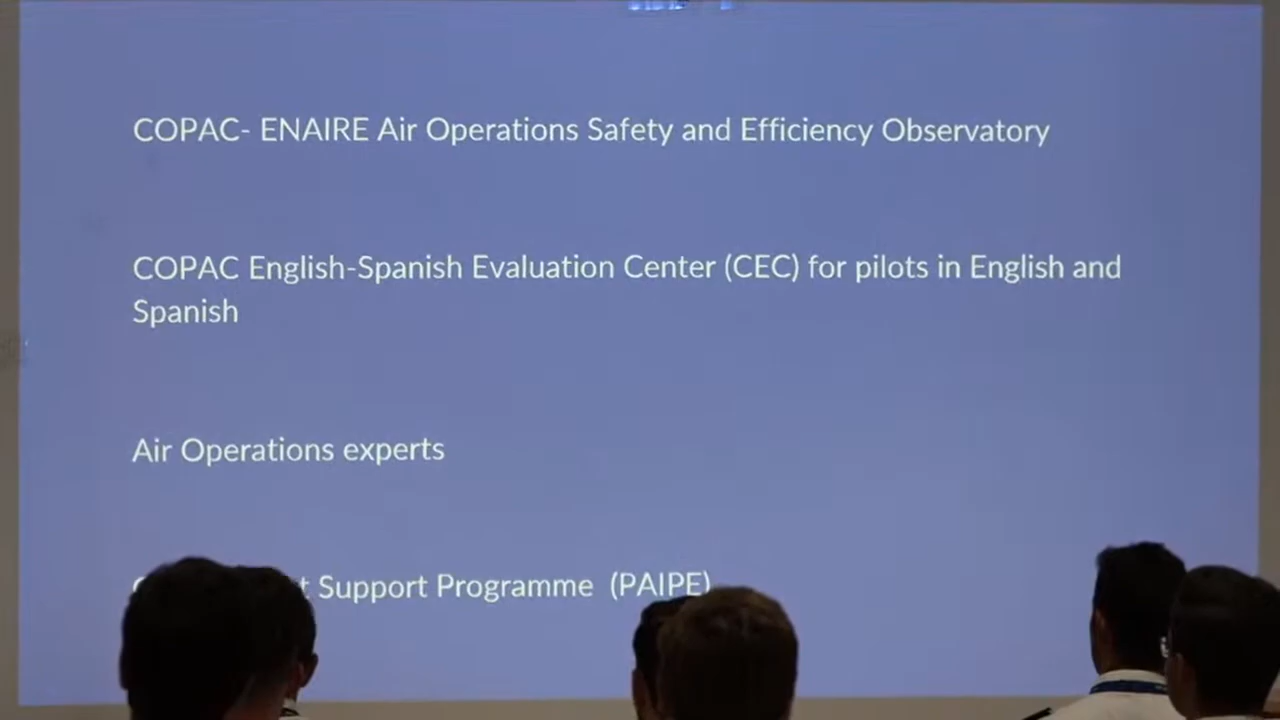 COPAC- ENAIRE Air Operations Safety and Efficiency Observatory
COPAC English-Spanish Evaluation Center (CEC) for pilots in English and
Spanish
Air Operations experts
Support Programme (PAIPE)